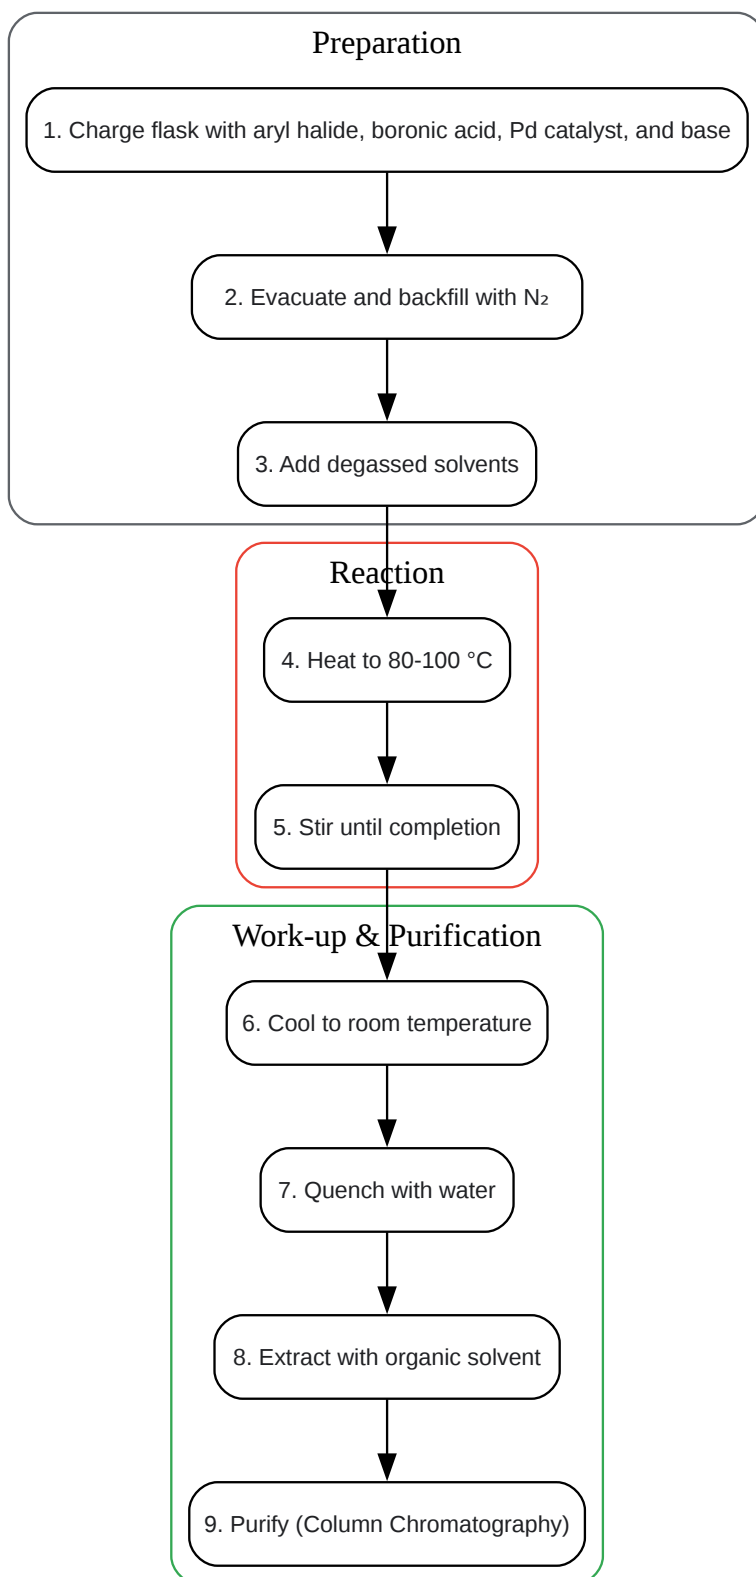 Preparation
1. Charge flask with aryl halide, boronic acid, Pd catalyst, and base
2. Evacuate and backfill with N₂
3. Add degassed solvents
Reaction
4. Heat to 80-100 °C
5. Stir until completion
Work-up & Purification
6. Cool to room temperature
7. Quench with water
8. Extract with organic solvent
9. Purify (Column Chromatography)